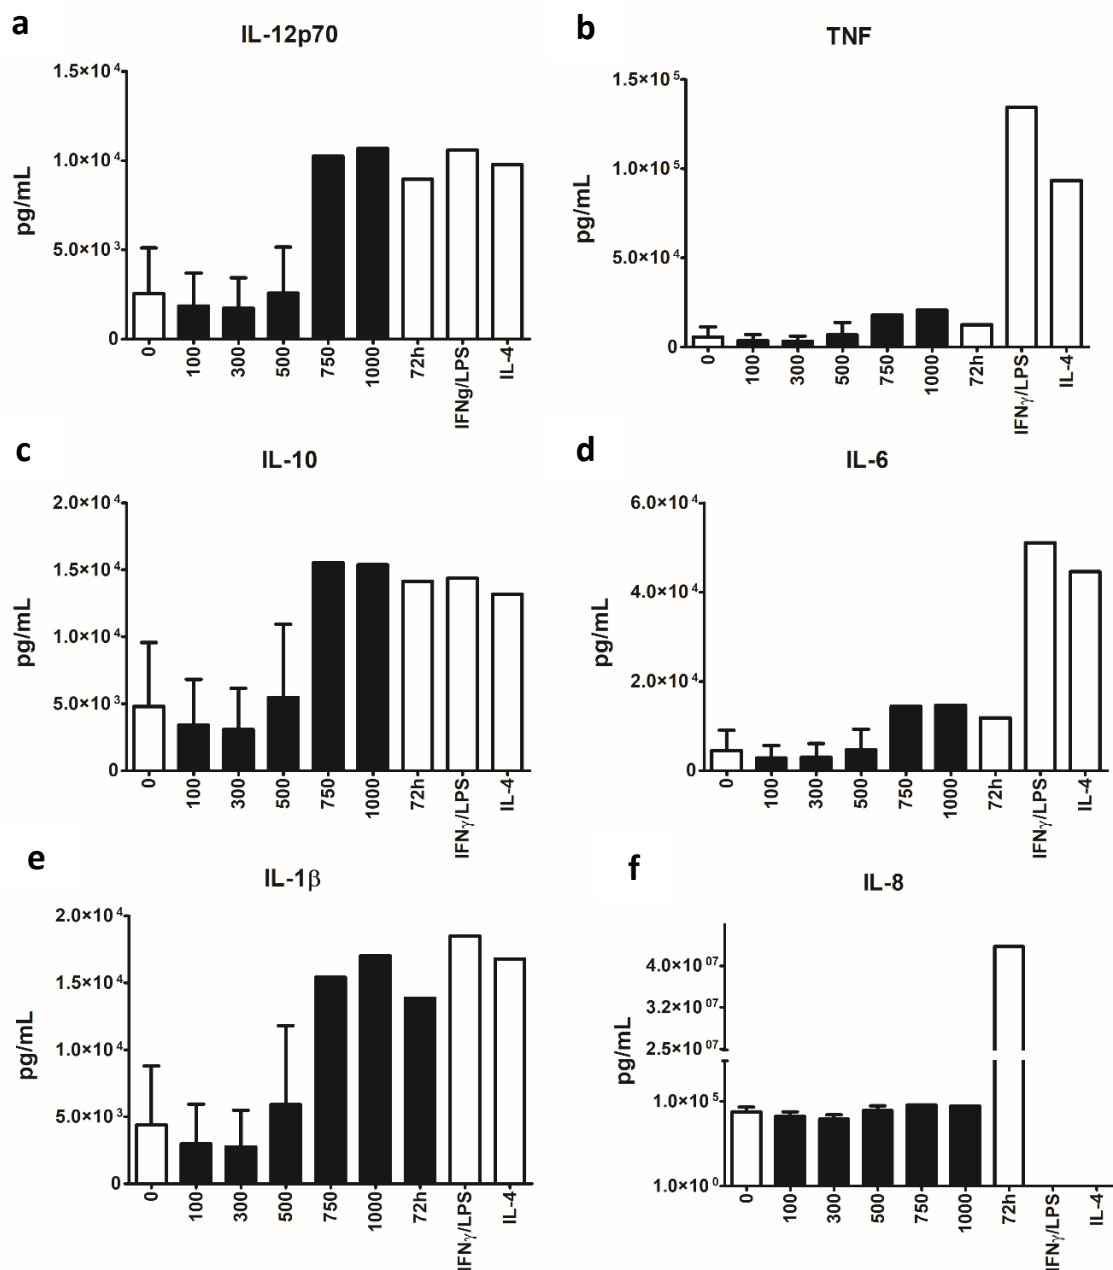 a
IL-12p70
pg/mL
1.5×10⁴
1.0×10⁴
5.0×10³
0
0
100
300
500
750
1000
72h
IFNg/LPS
IL-4
b
TNF
pg/mL
1.5×10⁵
1.0×10⁵
5.0×10⁴
0
0
100
300
500
750
1000
72h
IFNγ/LPS
IL-4
c
IL-10
pg/mL
2.0×10⁴
1.5×10⁴
1.0×10⁴
5.0×10³
0
0
100
300
500
750
1000
72h
IFNγ/LPS
IL-4
d
IL-6
pg/mL
6.0×10⁴
4.0×10⁴
2.0×10⁴
0
0
100
300
500
750
1000
72h
IFNγ/LPS
IL-4
e
IL-1β
pg/mL
2.0×10⁴
1.5×10⁴
1.0×10⁴
5.0×10³
0
0
100
300
500
750
1000
72h
IFNγ/LPS
IL-4
f
IL-8
pg/mL
4.0×10⁰⁷
3.2×10⁰⁷
2.5×10⁰⁷
1.0×10⁵
1.0×10⁰
0
100
300
500
750
1000
72h
IFNγ/LPS
IL-4